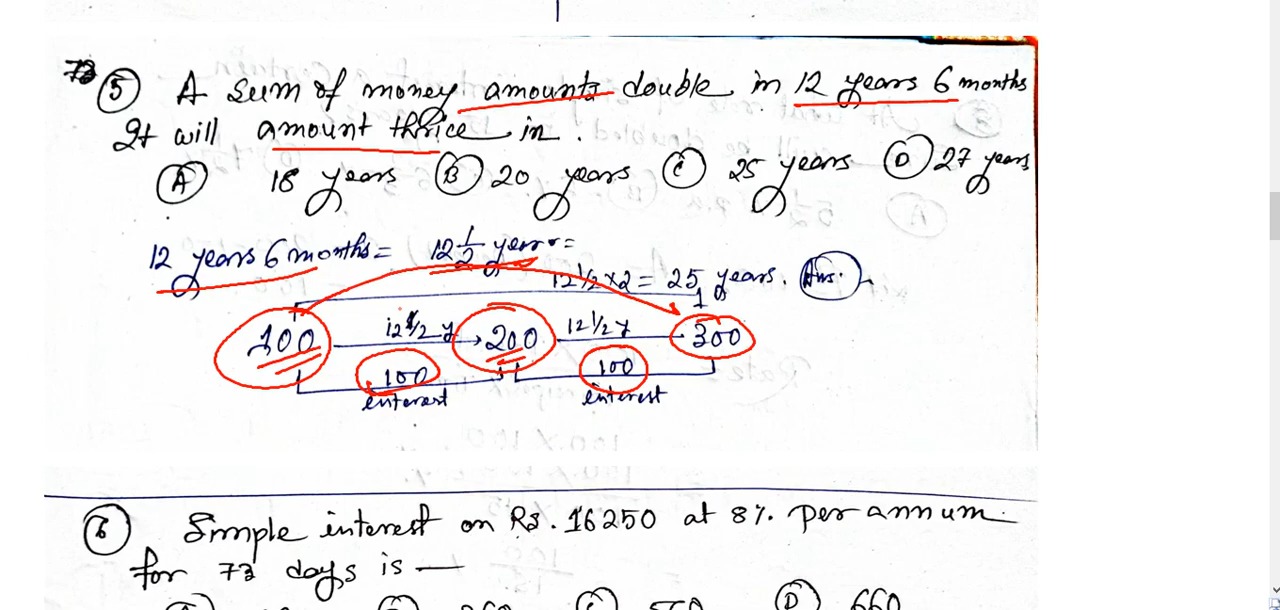 ⑤ A sum of money amounts double in 12 years 6 months
It will amount thrice in .
Ⓐ 18 years Ⓑ 20 years Ⓒ 25 years Ⓓ 27 years
12 years 6 months = 12 1/2 years =
12 1/2 x 2 = 25 years. Ans.
100 12 1/2 y 200 12 1/2 y 300
100 100
interest interest
⑥ Simple interest on Rs. 16250 at 8% per annum
for 73 days is —
Ⓓ 660